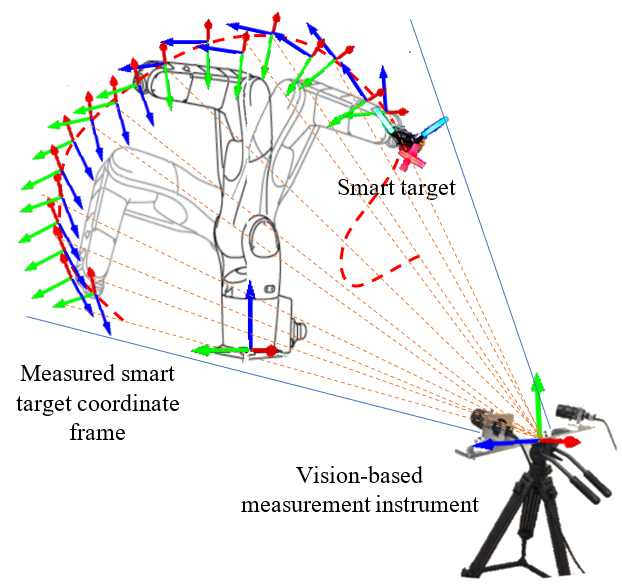 Smart target
Measured smart
target coordinate
frame
Vision-based
measurement instrument